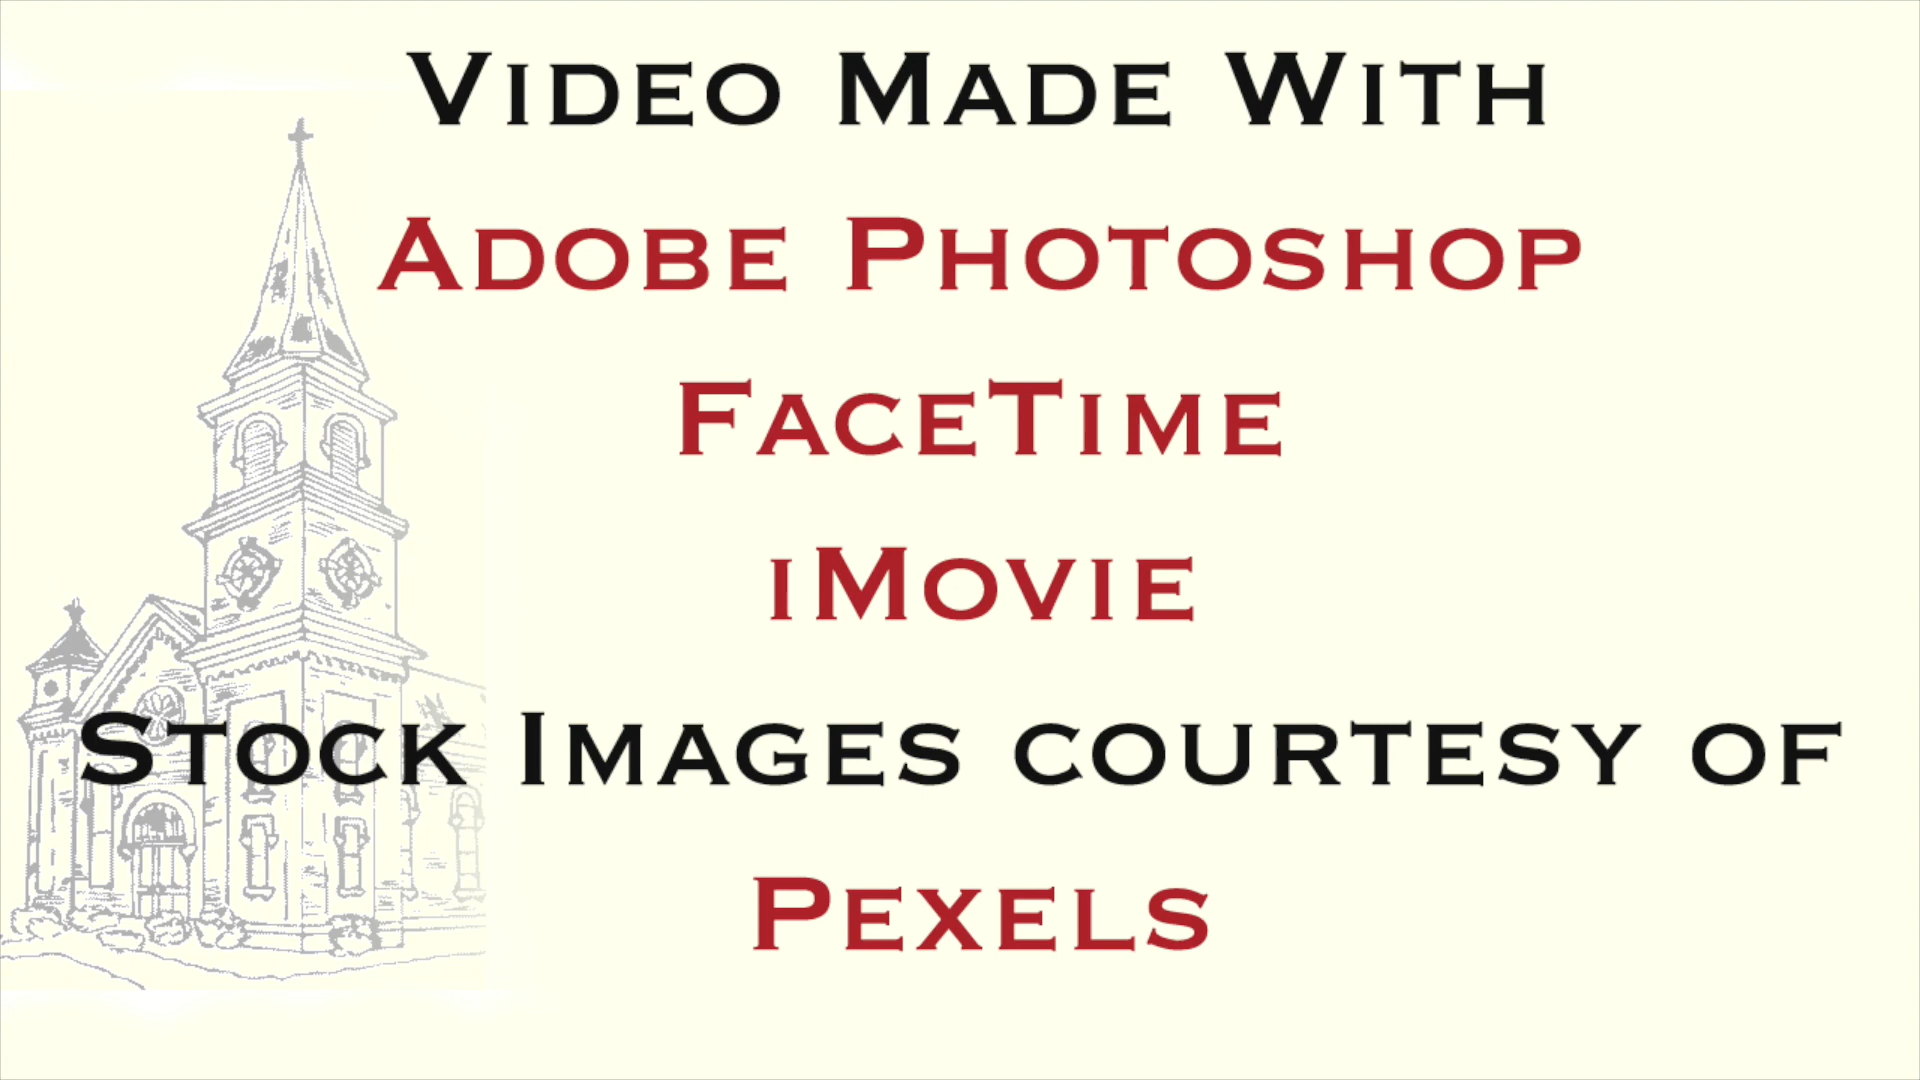 Video Made With
Adobe Photoshop
FaceTime
iMovie
Stock Images courtesy of
Pexels